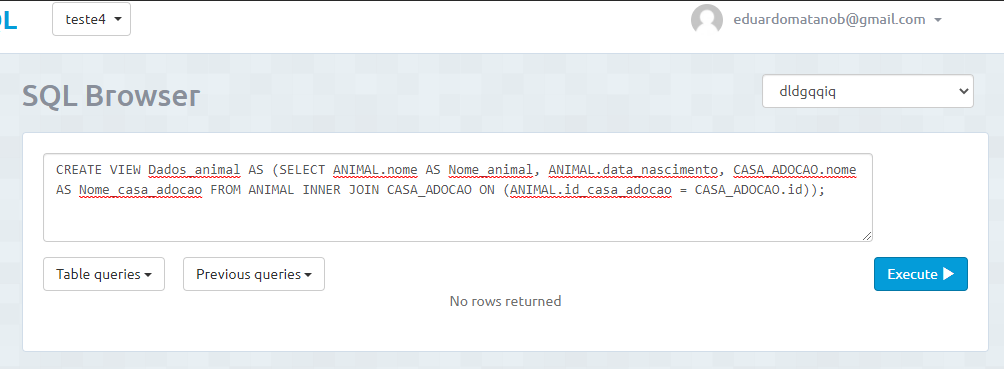 QL teste4 eduardomatanob@gmail.com
SQL Browser dldgqqiq
CREATE VIEW Dados_animal AS (SELECT ANIMAL.nome AS Nome_animal, ANIMAL.data_nascimento, CASA_ADOCAO.nome
AS Nome_casa_adocao FROM ANIMAL INNER JOIN CASA_ADOCAO ON (ANIMAL.id_casa_adocao = CASA_ADOCAO.id));
Table queries Previous queries Execute
No rows returned